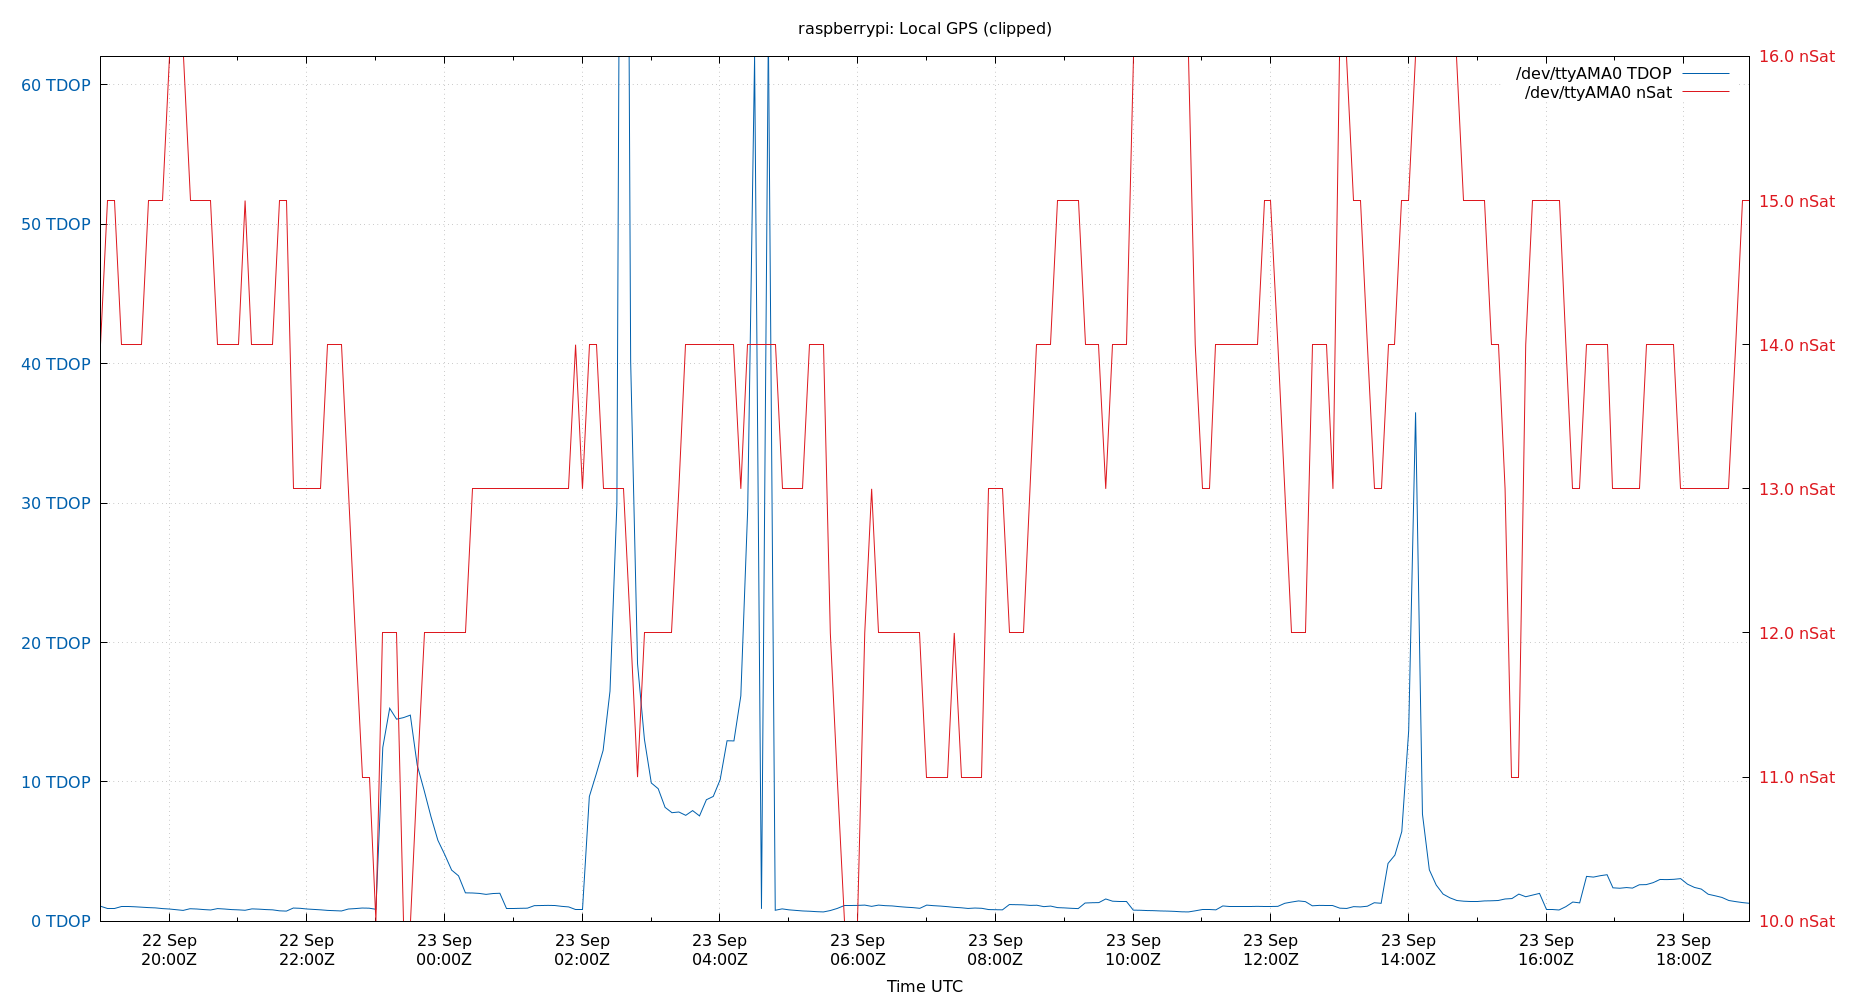 raspberrypi: Local GPS (clipped)
/dev/ttyAMA0 TDOP
/dev/ttyAMA0 nSat
60 TDOP
50 TDOP
40 TDOP
30 TDOP
20 TDOP
10 TDOP
0 TDOP
16.0 nSat
15.0 nSat
14.0 nSat
13.0 nSat
12.0 nSat
11.0 nSat
10.0 nSat
22 Sep 22 Sep 23 Sep 23 Sep 23 Sep 23 Sep 23 Sep 23 Sep 23 Sep 23 Sep 23 Sep 23 Sep
20:00Z 22:00Z 00:00Z 02:00Z 04:00Z 06:00Z 08:00Z 10:00Z 12:00Z 14:00Z 16:00Z 18:00Z
Time UTC